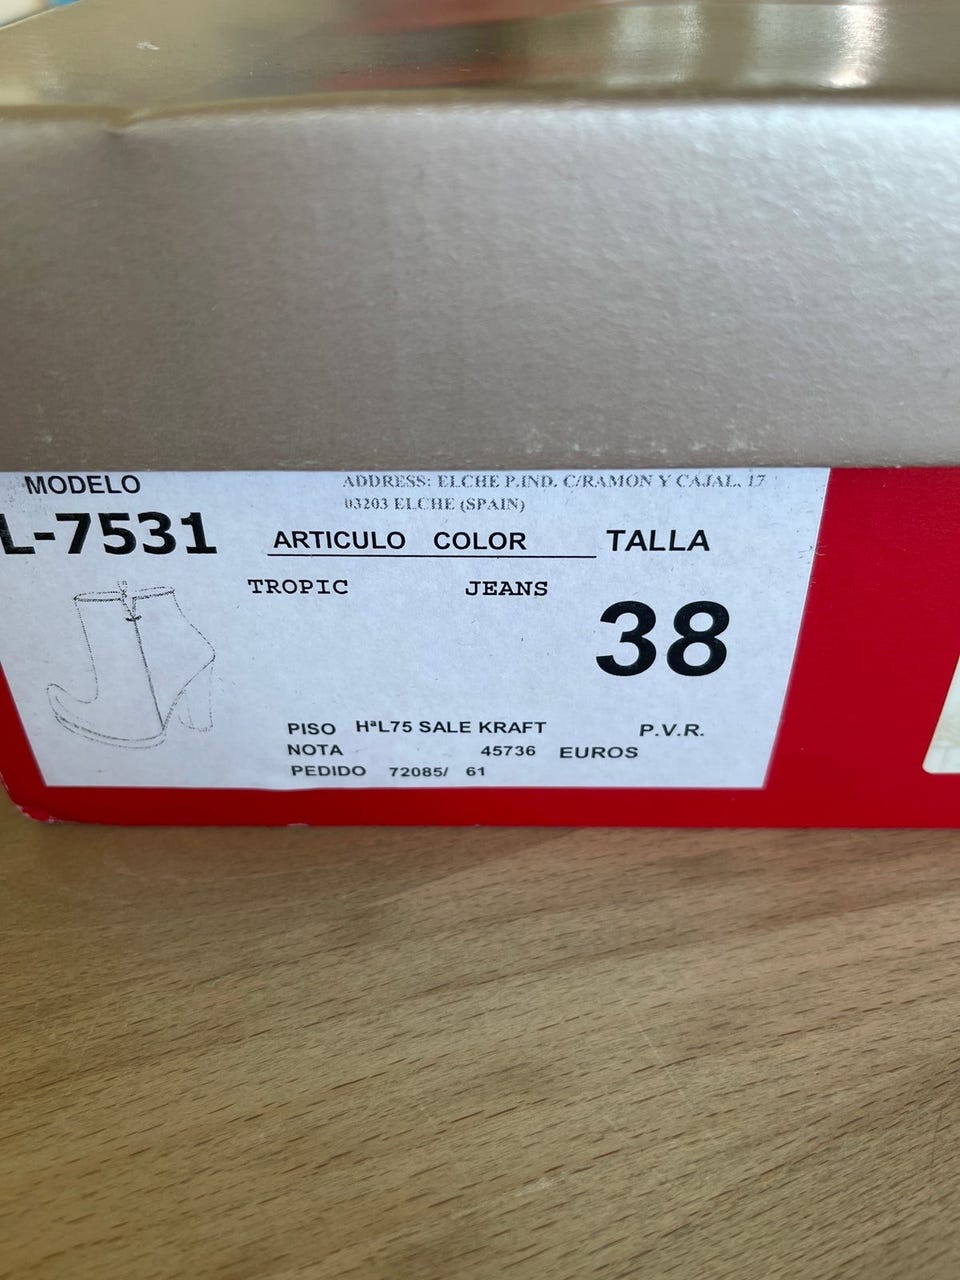 MODELO
L-7531
ADDRESS: ELCHE P.IND. C/RAMON Y CAJAL, 17
03203 ELCHE (SPAIN)
ARTICULO COLOR TALLA
TROPIC JEANS
38
PISO HªL75 SALE KRAFT P.V.R.
NOTA 45736 EUROS
PEDIDO 72085/ 61